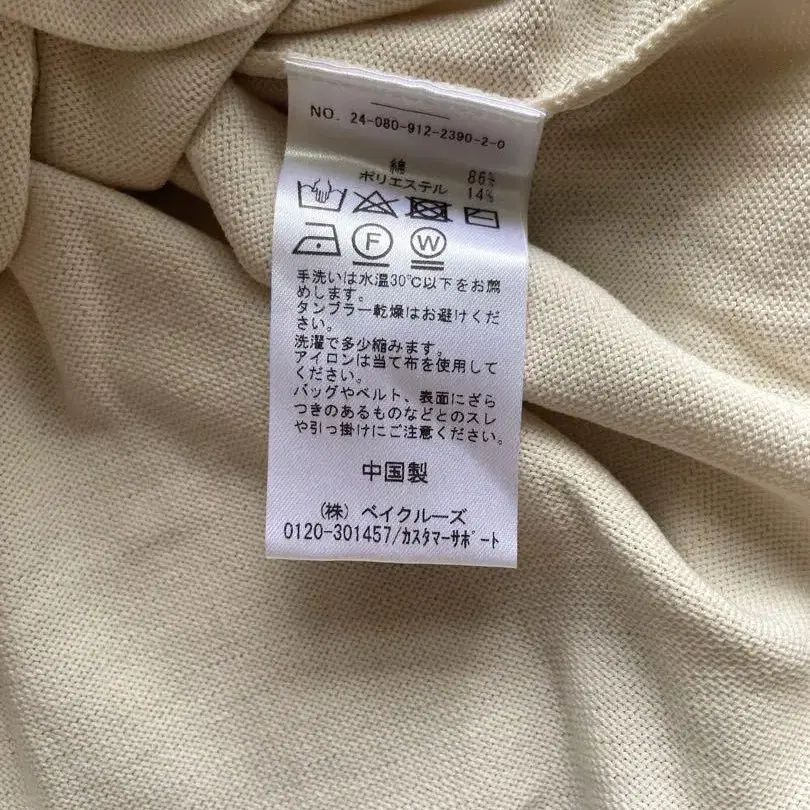 NO. 24-080-912-2390-2-0
綿 86%
ポリエステル 14%
F W
手洗いは水温30℃以下をお薦
めします。
タンブラー乾燥はお避けくだ
さい。
洗濯で多少縮みます。
アイロンは当て布を使用して
ください。
バッグやベルト、表面にざら
つきのあるものなどとのスレ
や引っ掛けにご注意ください。
中国製
(株) ベイクルーズ
0120-301457/カスタマーサポート